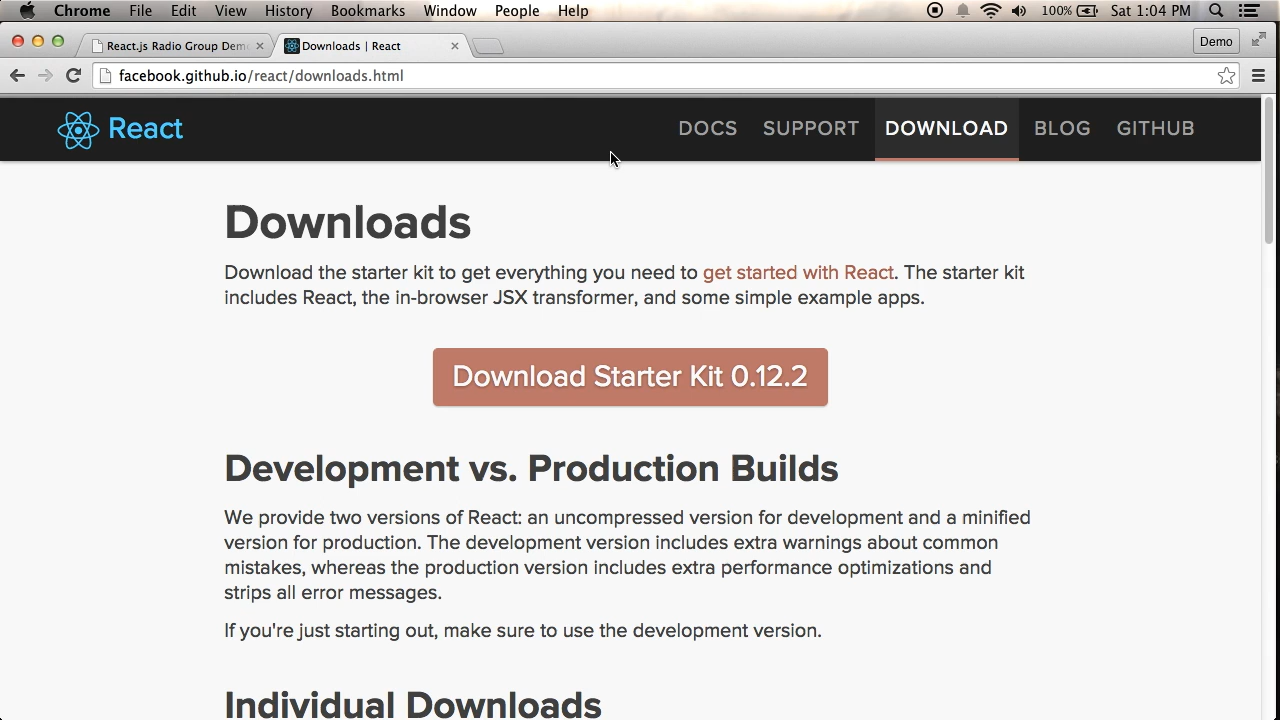 Chrome File Edit View History Bookmarks Window People Help 100% Sat 1:04 PM
React.js Radio Group Dem Downloads | React Demo
facebook.github.io/react/downloads.html
React DOCS SUPPORT DOWNLOAD BLOG GITHUB
Downloads
Download the starter kit to get everything you need to get started with React. The starter kit
includes React, the in-browser JSX transformer, and some simple example apps.
Download Starter Kit 0.12.2
Development vs. Production Builds
We provide two versions of React: an uncompressed version for development and a minified
version for production. The development version includes extra warnings about common
mistakes, whereas the production version includes extra performance optimizations and
strips all error messages.
If you're just starting out, make sure to use the development version.
Individual Downloads